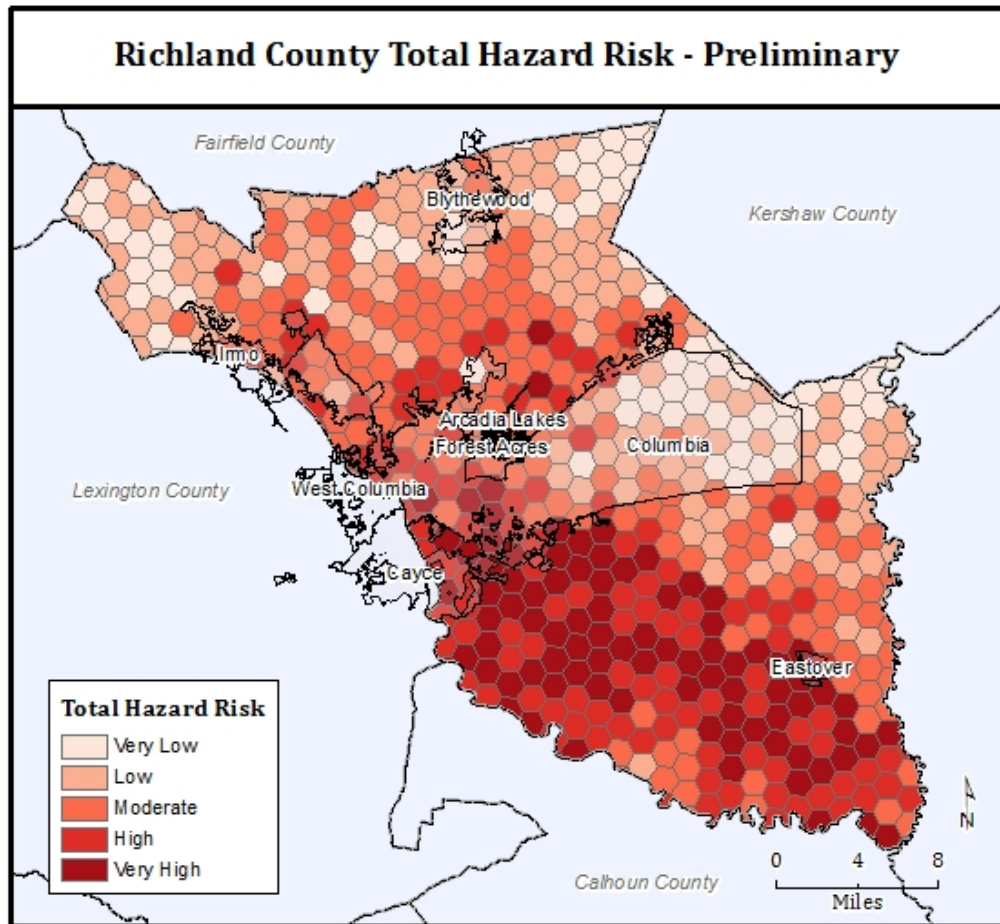 Richland County Total Hazard Risk - Preliminary
Fairfield County
Blythewood
Kershaw County
Irmo
Arcadia Lakes
Forest Acres
Columbia
Lexington County
West Columbia
Cayce
Eastover
Total Hazard Risk
Very Low
Low
Moderate
High
Very High
N
0 4 8
Miles
Calhoun County